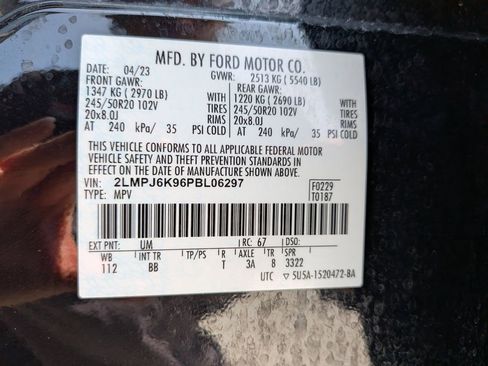 MFD. BY FORD MOTOR CO.
DATE: 04/23 GVWR: 2513 KG ( 5540 LB)
FRONT GAWR: REAR GAWR:
1347 KG ( 2970 LB) WITH 1220 KG ( 2690 LB) WITH
245/50R20 102V TIRES 245/50R20 102V TIRES
20x8.0J RIMS 20x8.0J RIMS
AT 240 kPa/ 35 PSI COLD AT 240 kPa/ 35 PSI COLD
THIS VEHICLE CONFORMS TO ALL APPLICABLE FEDERAL MOTOR
VEHICLE SAFETY AND THEFT PREVENTION STANDARDS IN
EFFECT ON THE DATE OF MANUFACTURE SHOWN ABOVE.
VIN: 2LMPJ6K96PBL06297 F0229
TYPE: MPV T0187
EXT PNT: UM RC: 67 DSO:
WB INT TR TP/PS R AXLE TR SPR
112 BB T 3A 8 3322
UTC ▽ 5U5A-1520472-BA